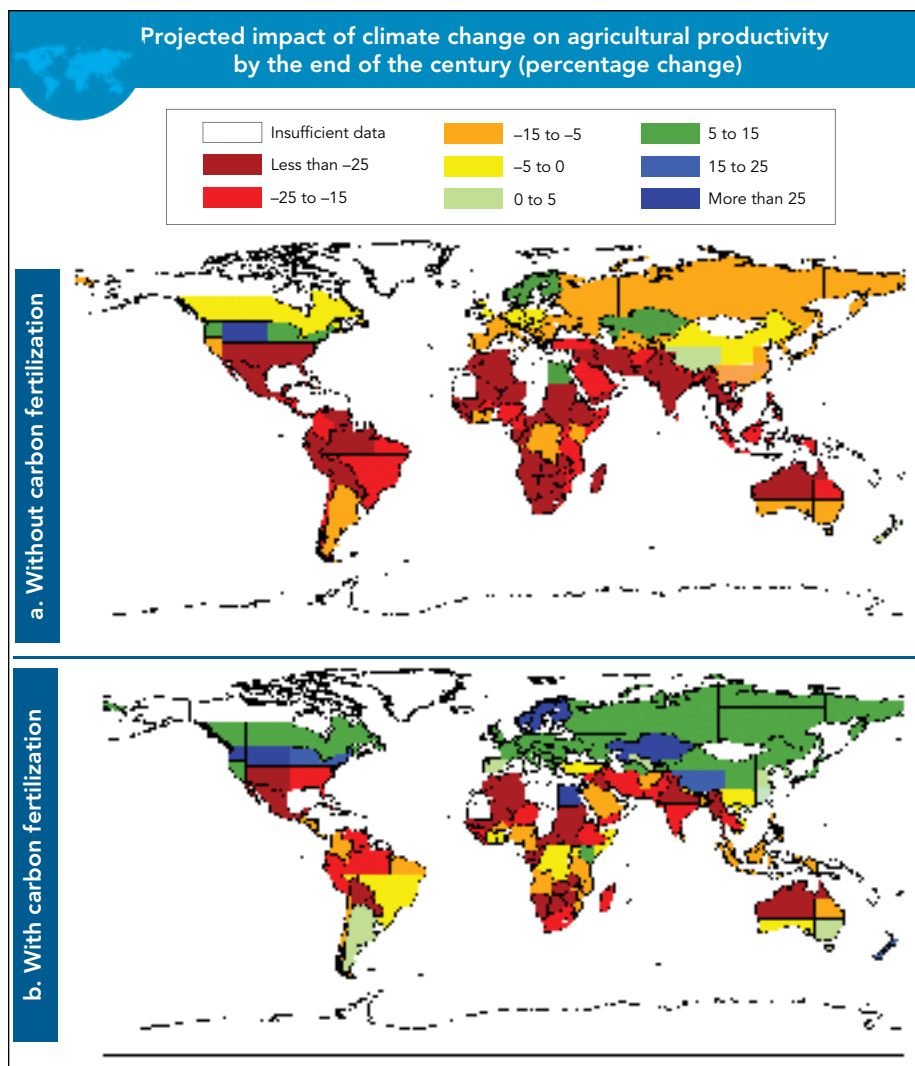 Projected impact of climate change on agricultural productivity
by the end of the century (percentage change)
Insufficient data
Less than –25
–25 to –15
–15 to –5
–5 to 0
0 to 5
5 to 15
15 to 25
More than 25
a. Without carbon fertilization
b. With carbon fertilization